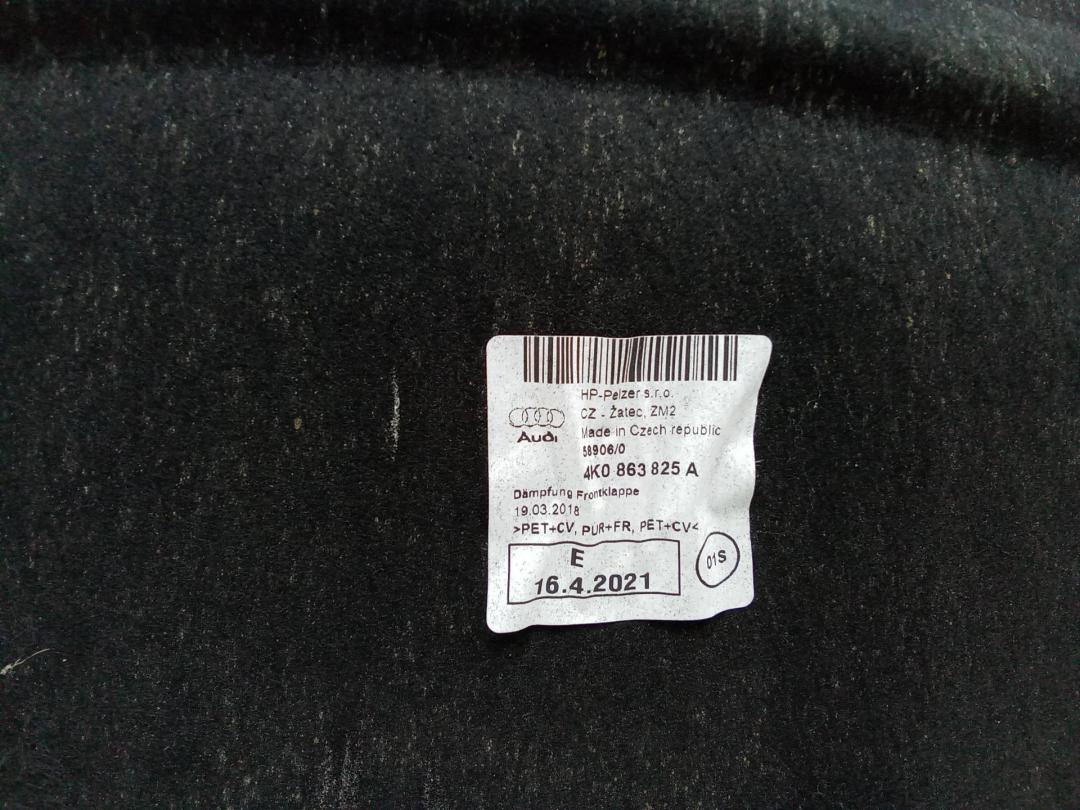 HP-Pelzer s.r.o.
CZ - Žatec, ZM2
Audi
Made in Czech republic
58906/0
4K0 863 825 A
Dämpfung Frontklappe
19.03.2018
>PET+CV, PUR+FR, PET+CV<
E
01S
16.4.2021